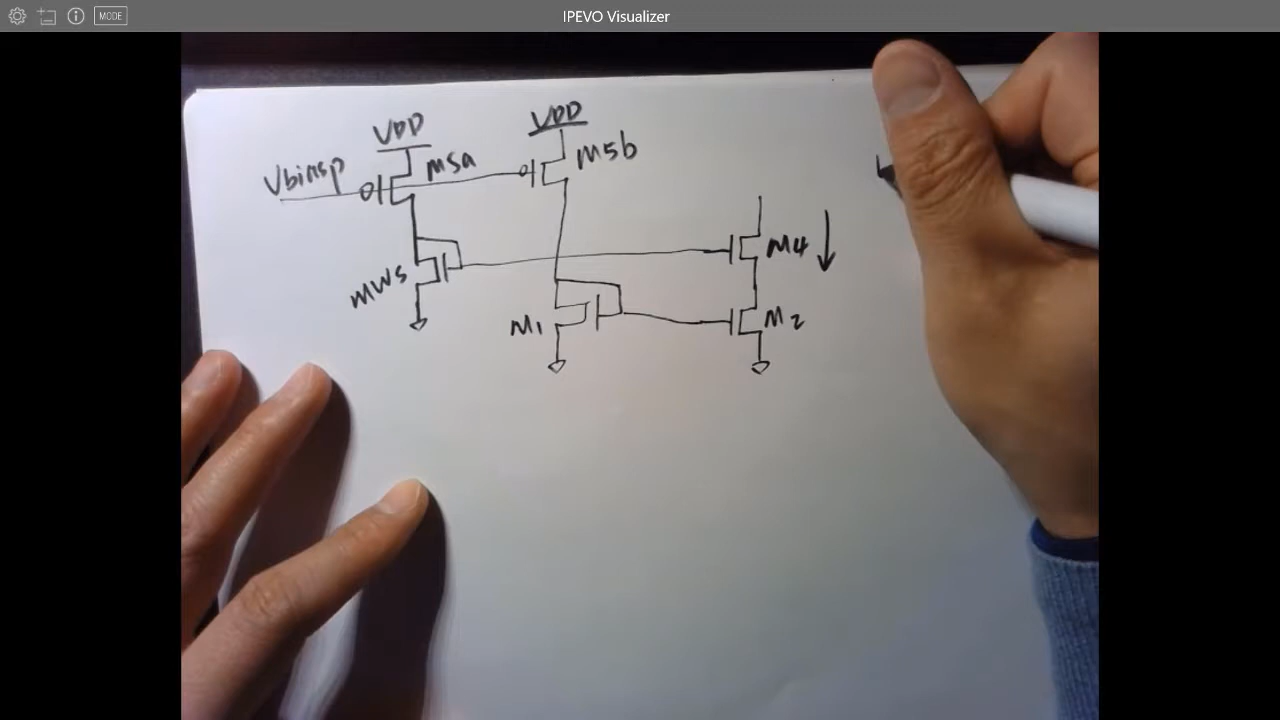 MODE
IPEVO Visualizer
VDD
VDD
Vbiasp
M5a
M5b
MWS
M4
M1
M2